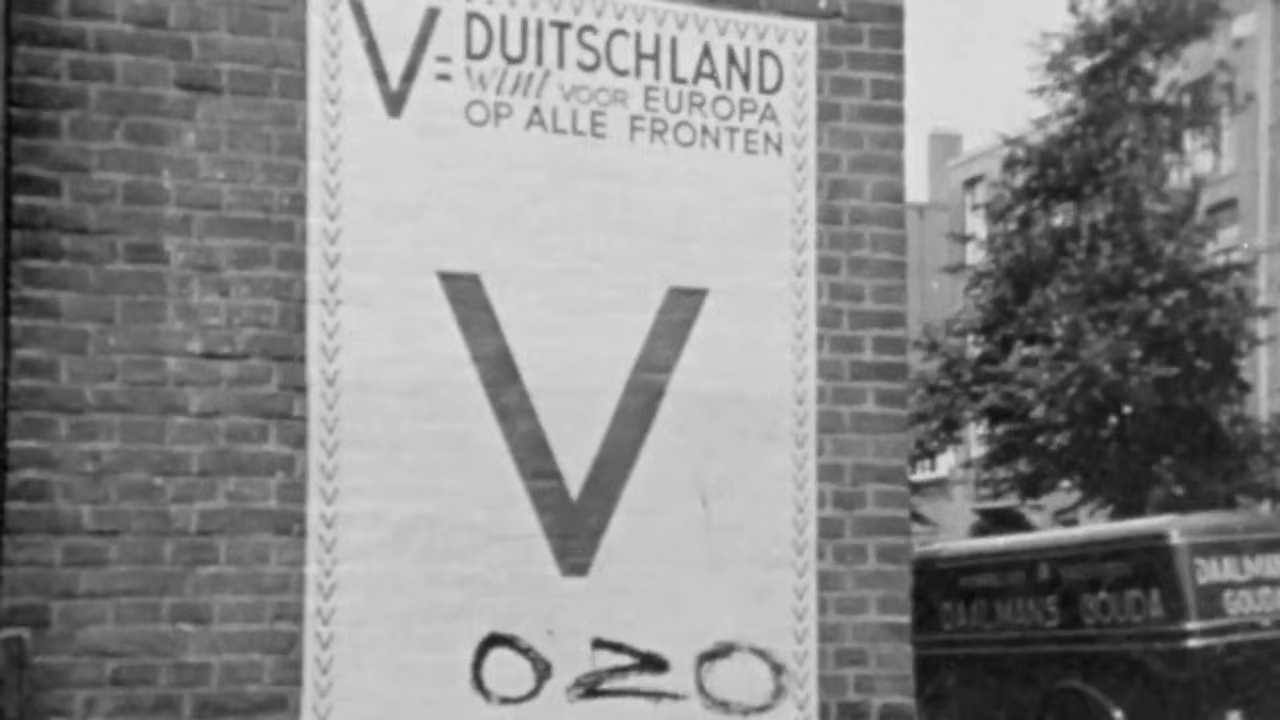 V = DUITSCHLAND
wint VOOR EUROPA
OP ALLE FRONTEN
V
OZO
DAALMANS GOUDA
DAALMAN
GOUDA